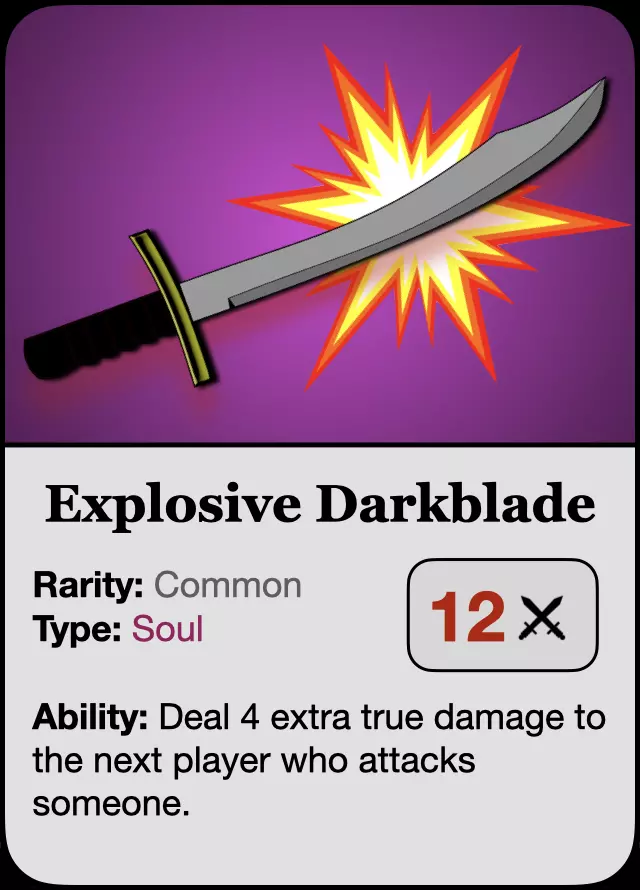 Explosive Darkblade
Rarity: Common
Type: Soul
12
Ability: Deal 4 extra true damage to
the next player who attacks
someone.